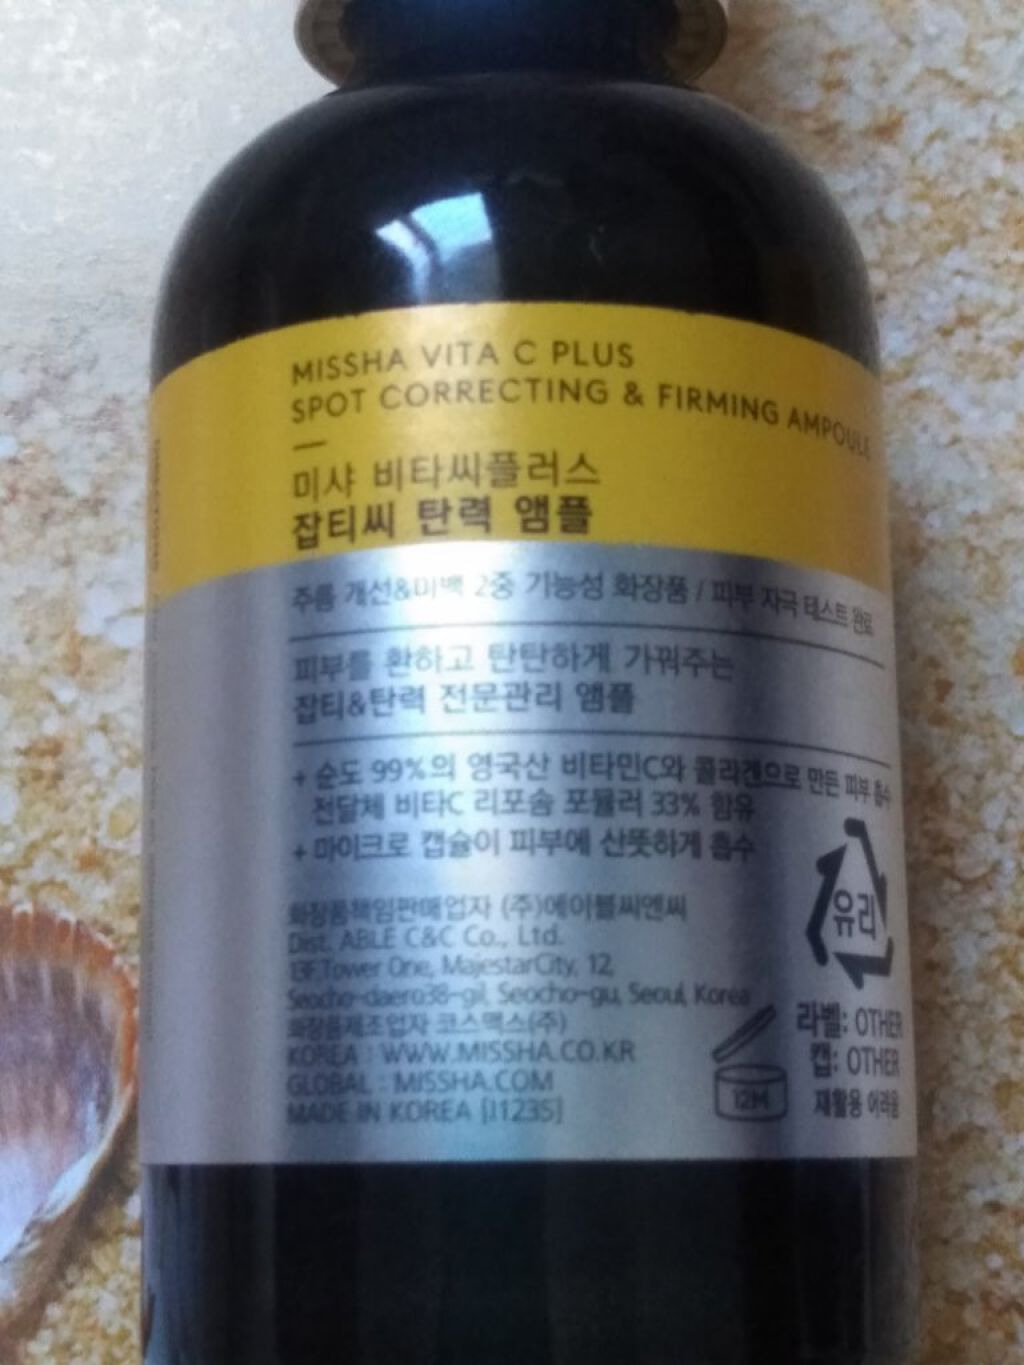 MISSHA VITA C PLUS
SPOT CORRECTING & FIRMING AMPOULE
미샤 비타씨플러스
잡티씨 탄력 앰플
주름 개선&미백 2중 기능성 화장품 / 피부 자극 테스트 완료
피부를 환하고 탄탄하게 가꿔주는
잡티&탄력 전문관리 앰플
+ 순도 99%의 영국산 비타민C와 콜라겐으로 만든 피부 흡수
전달체 비타C 리포솜 포뮬러 33% 함유
+ 마이크로 캡슐이 피부에 산뜻하게 흡수
화장품책임판매업자 (주)에이블씨엔씨
Dist. ABLE C&C Co., Ltd.
13F, Tower One, MajestarCity, 12,
Seocho-daero38-gil, Seocho-gu, Seoul, Korea
화장품제조업자 코스맥스(주)
KOREA : WWW.MISSHA.CO.KR
GLOBAL : MISSHA.COM
MADE IN KOREA [I1235]
12M
유리
라벨: OTHER
캡: OTHER
재활용 어려움